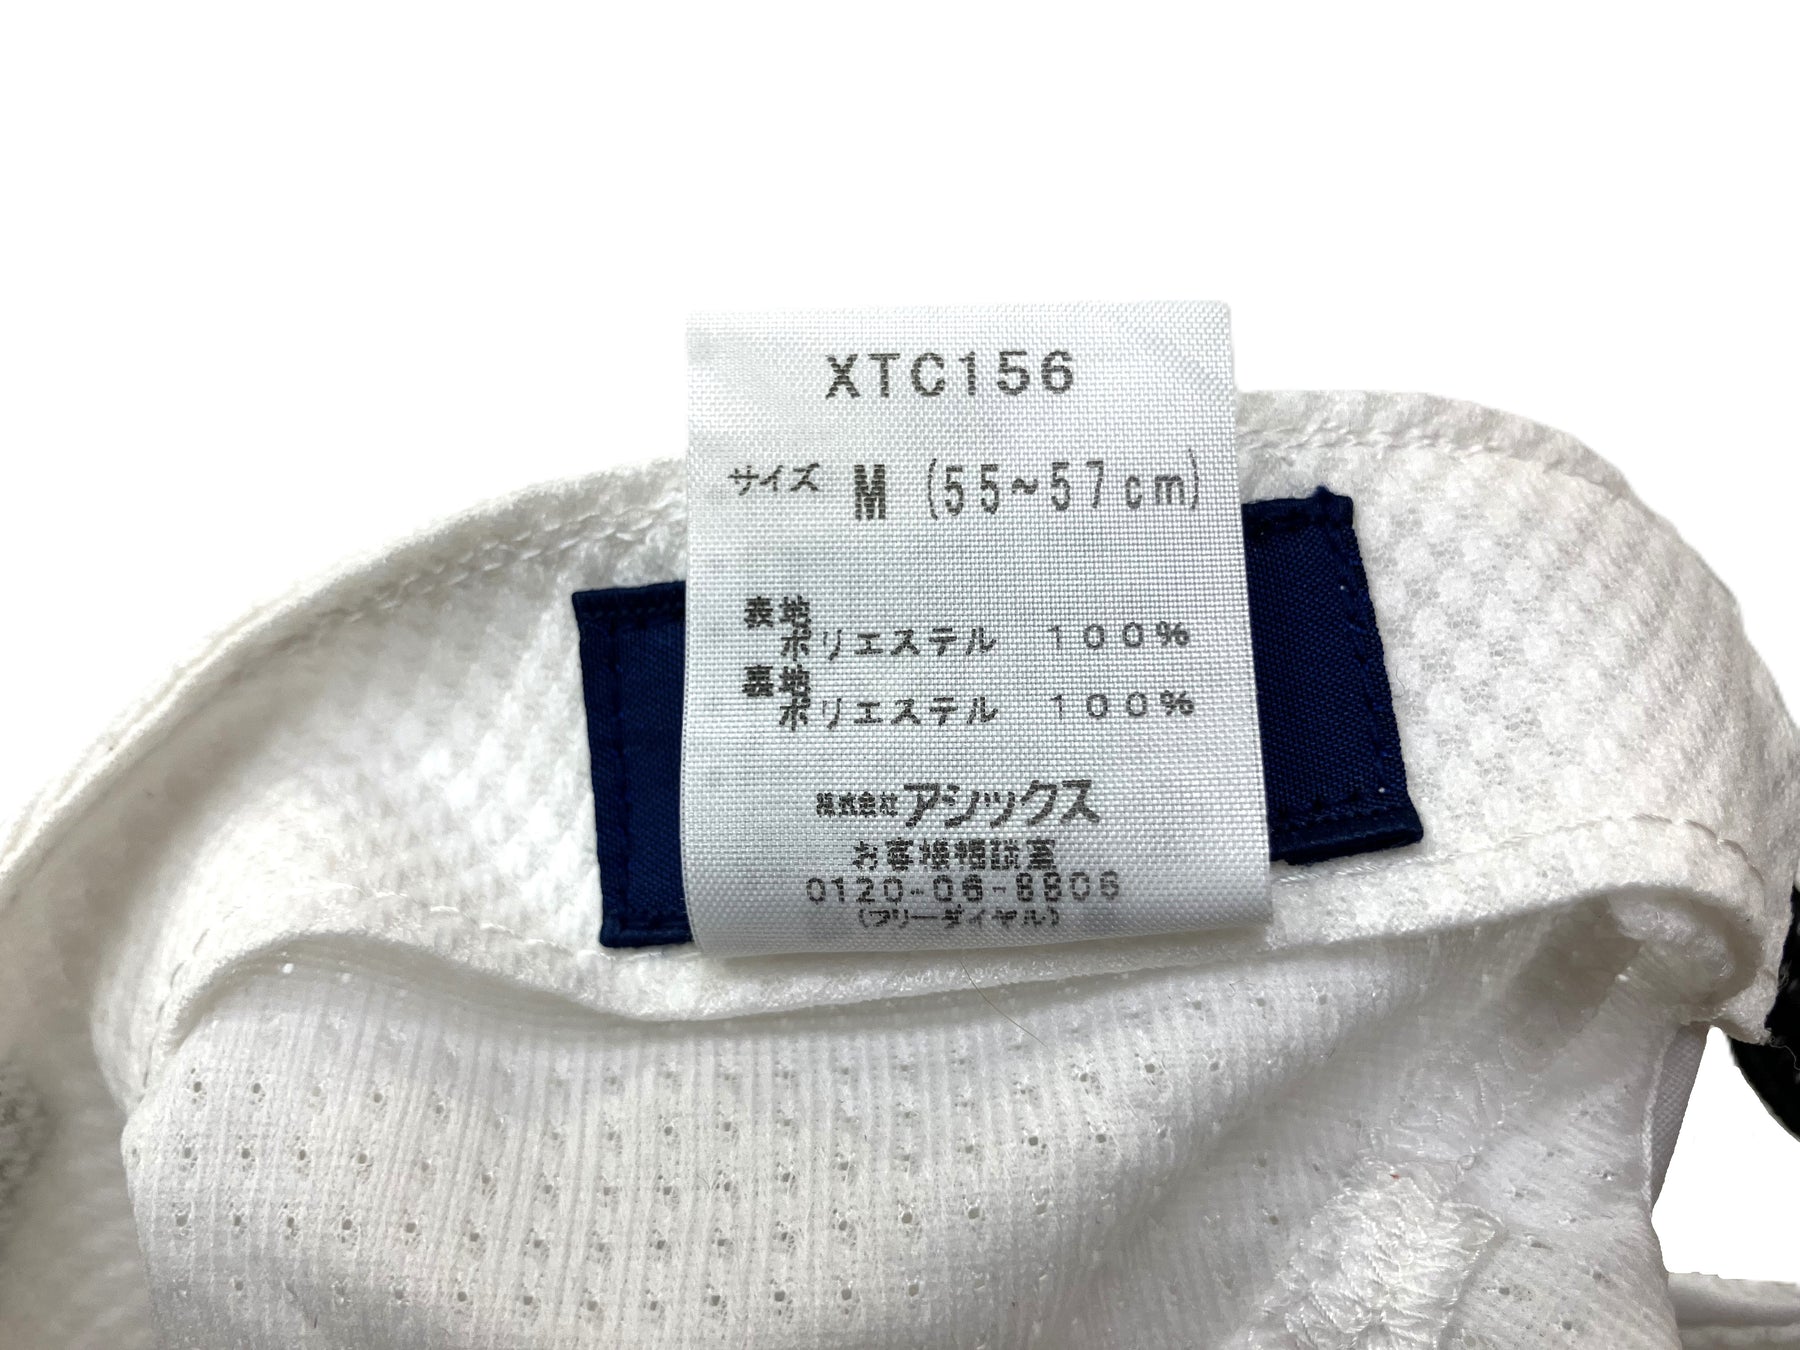 XTC156
サイズ M (55~57cm)
表地
ポリエステル 100%
裏地
ポリエステル 100%
株式会社アシックス
お客様相談室
0120-06-8806
(フリーダイヤル)